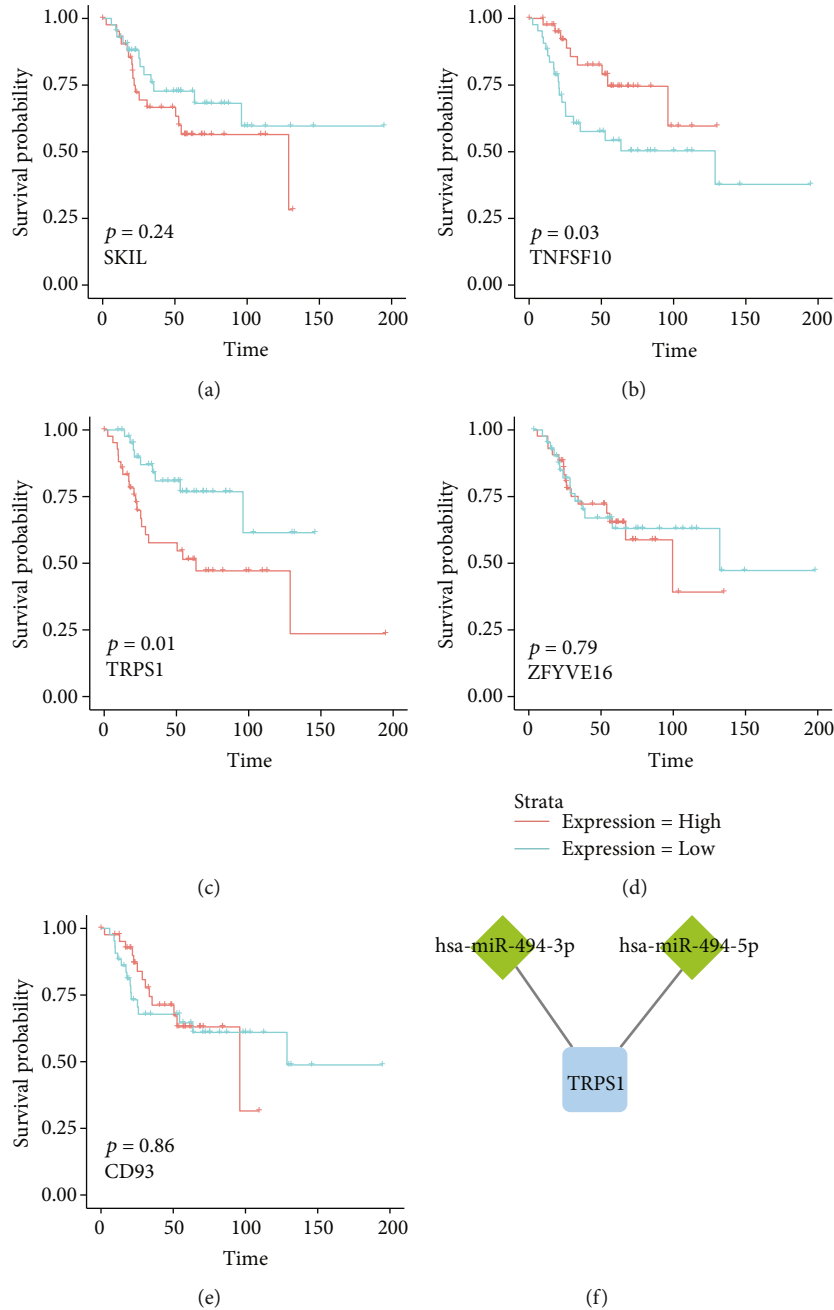 1.00
0.75
0.50
0.25
0.00
Survival probability
p = 0.24
SKIL
0 50 100 150 200
Time
(a)
1.00
0.75
0.50
0.25
0.00
Survival probability
p = 0.03
TNFSF10
0 50 100 150 200
Time
(b)
1.00
0.75
0.50
0.25
0.00
Survival probability
p = 0.01
TRPS1
0 50 100 150 200
Time
(c)
1.00
0.75
0.50
0.25
0.00
Survival probability
p = 0.79
ZFYVE16
0 50 100 150 200
Time
Strata
Expression = High
Expression = Low
(d)
1.00
0.75
0.50
0.25
0.00
Survival probability
p = 0.86
CD93
0 50 100 150 200
Time
(e)
hsa-miR-494-3p
hsa-miR-494-5p
TRPS1
(f)